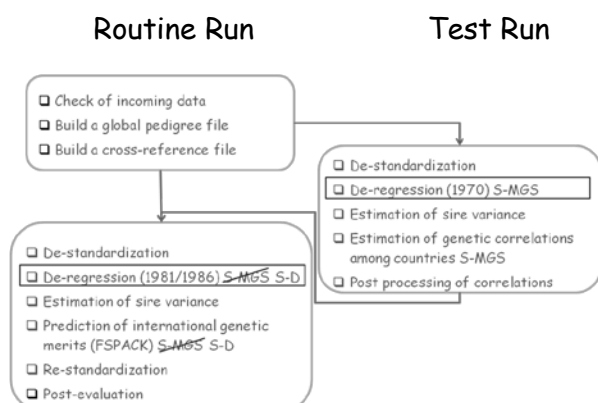 Routine Run
Test Run
Check of incoming data
Build a global pedigree file
Build a cross-reference file
De-standardization
De-regression (1970) S-MGS
Estimation of sire variance
Estimation of genetic correlations
among countries S-MGS
Post processing of correlations
De-standardization
De-regression (1981/1986) S-MGS S-D
Estimation of sire variance
Prediction of international genetic
merits (FSPACK) S-MGS S-D
Re-standardization
Post-evaluation